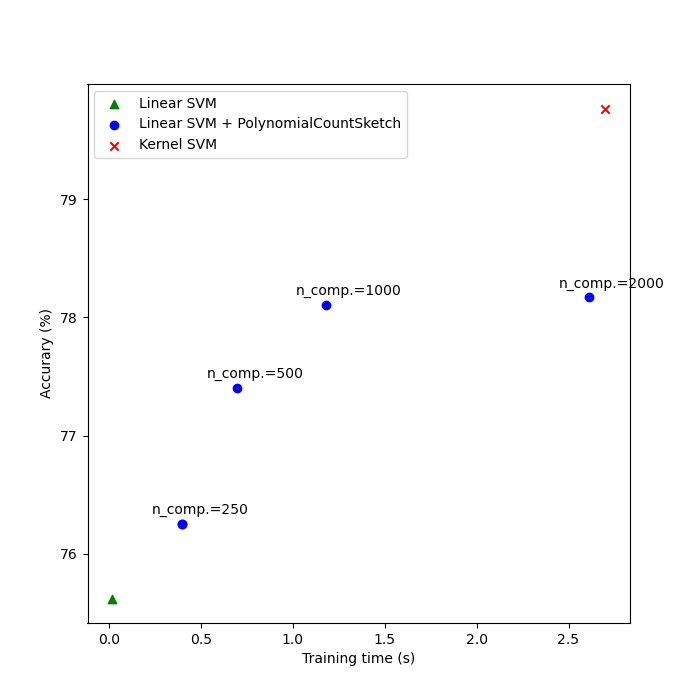 Linear SVM
Linear SVM + PolynomialCountSketch
Kernel SVM
n_comp.=2000
n_comp.=1000
n_comp.=500
n_comp.=250
79
78
77
76
Accurary (%)
0.0 0.5 1.0 1.5 2.0 2.5
Training time (s)